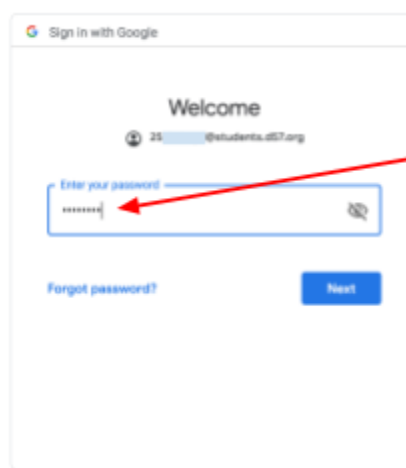 Sign in with Google
Welcome
25 @students.d57.org
Enter your password
••••••••
Forgot password?
Next